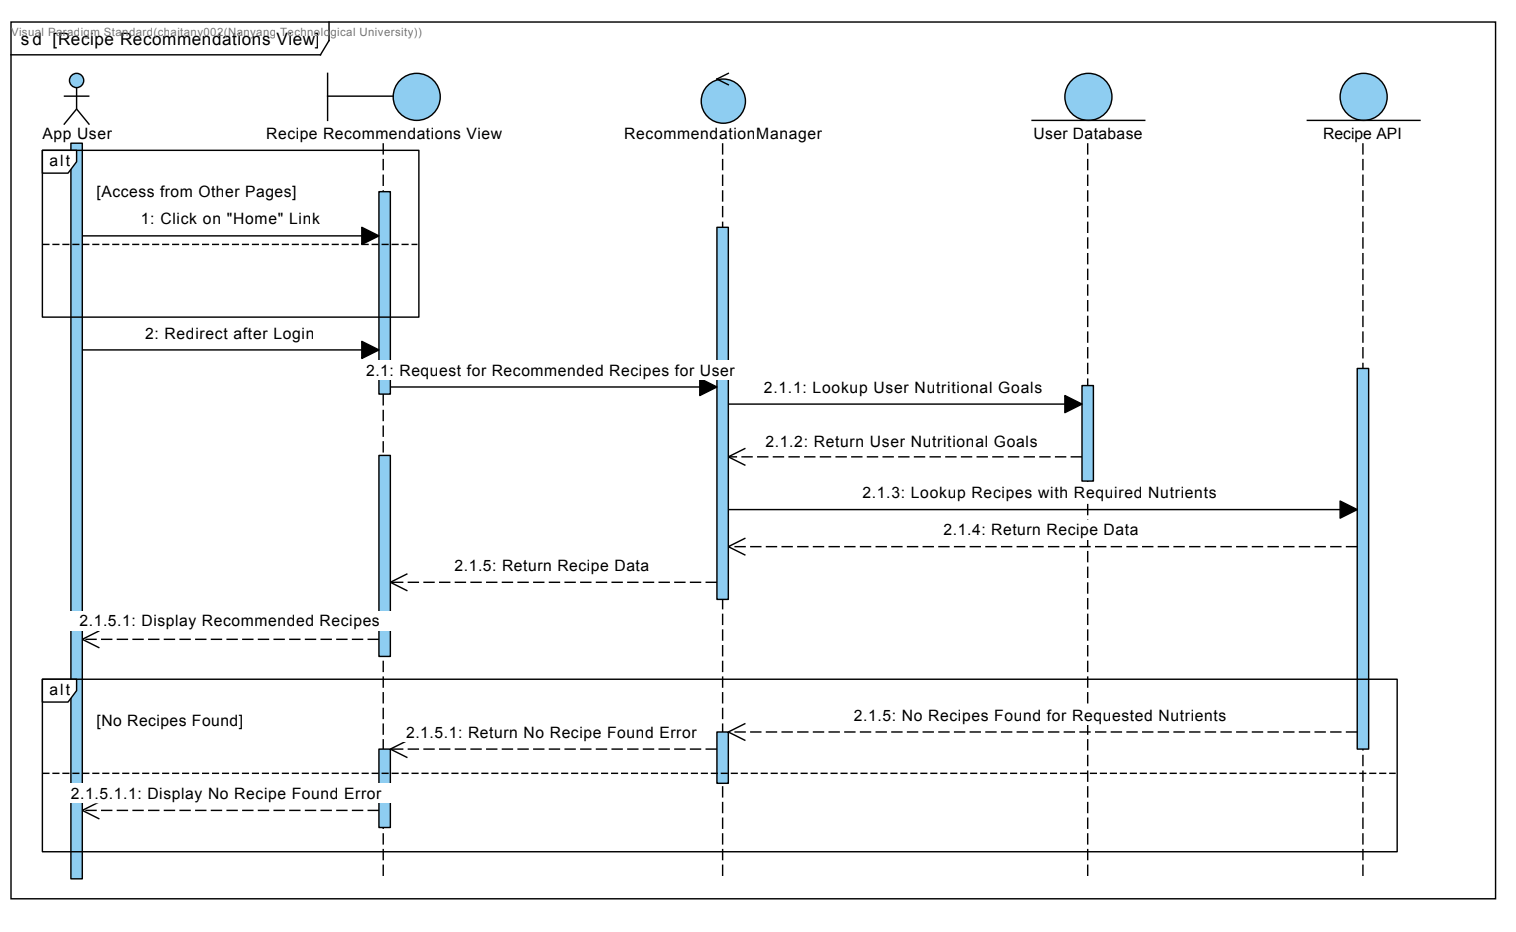 Visual Paradigm Standard(chaitany002(Nanyang Technological University))
sd [Recipe Recommendations View]
App User
Recipe Recommendations View
RecommendationManager
User Database
Recipe API
alt
[Access from Other Pages]
1: Click on "Home" Link
2: Redirect after Login
2.1: Request for Recommended Recipes for User
2.1.1: Lookup User Nutritional Goals
2.1.2: Return User Nutritional Goals
2.1.3: Lookup Recipes with Required Nutrients
2.1.4: Return Recipe Data
2.1.5: Return Recipe Data
2.1.5.1: Display Recommended Recipes
alt
[No Recipes Found]
2.1.5: No Recipes Found for Requested Nutrients
2.1.5.1: Return No Recipe Found Error
2.1.5.1.1: Display No Recipe Found Error